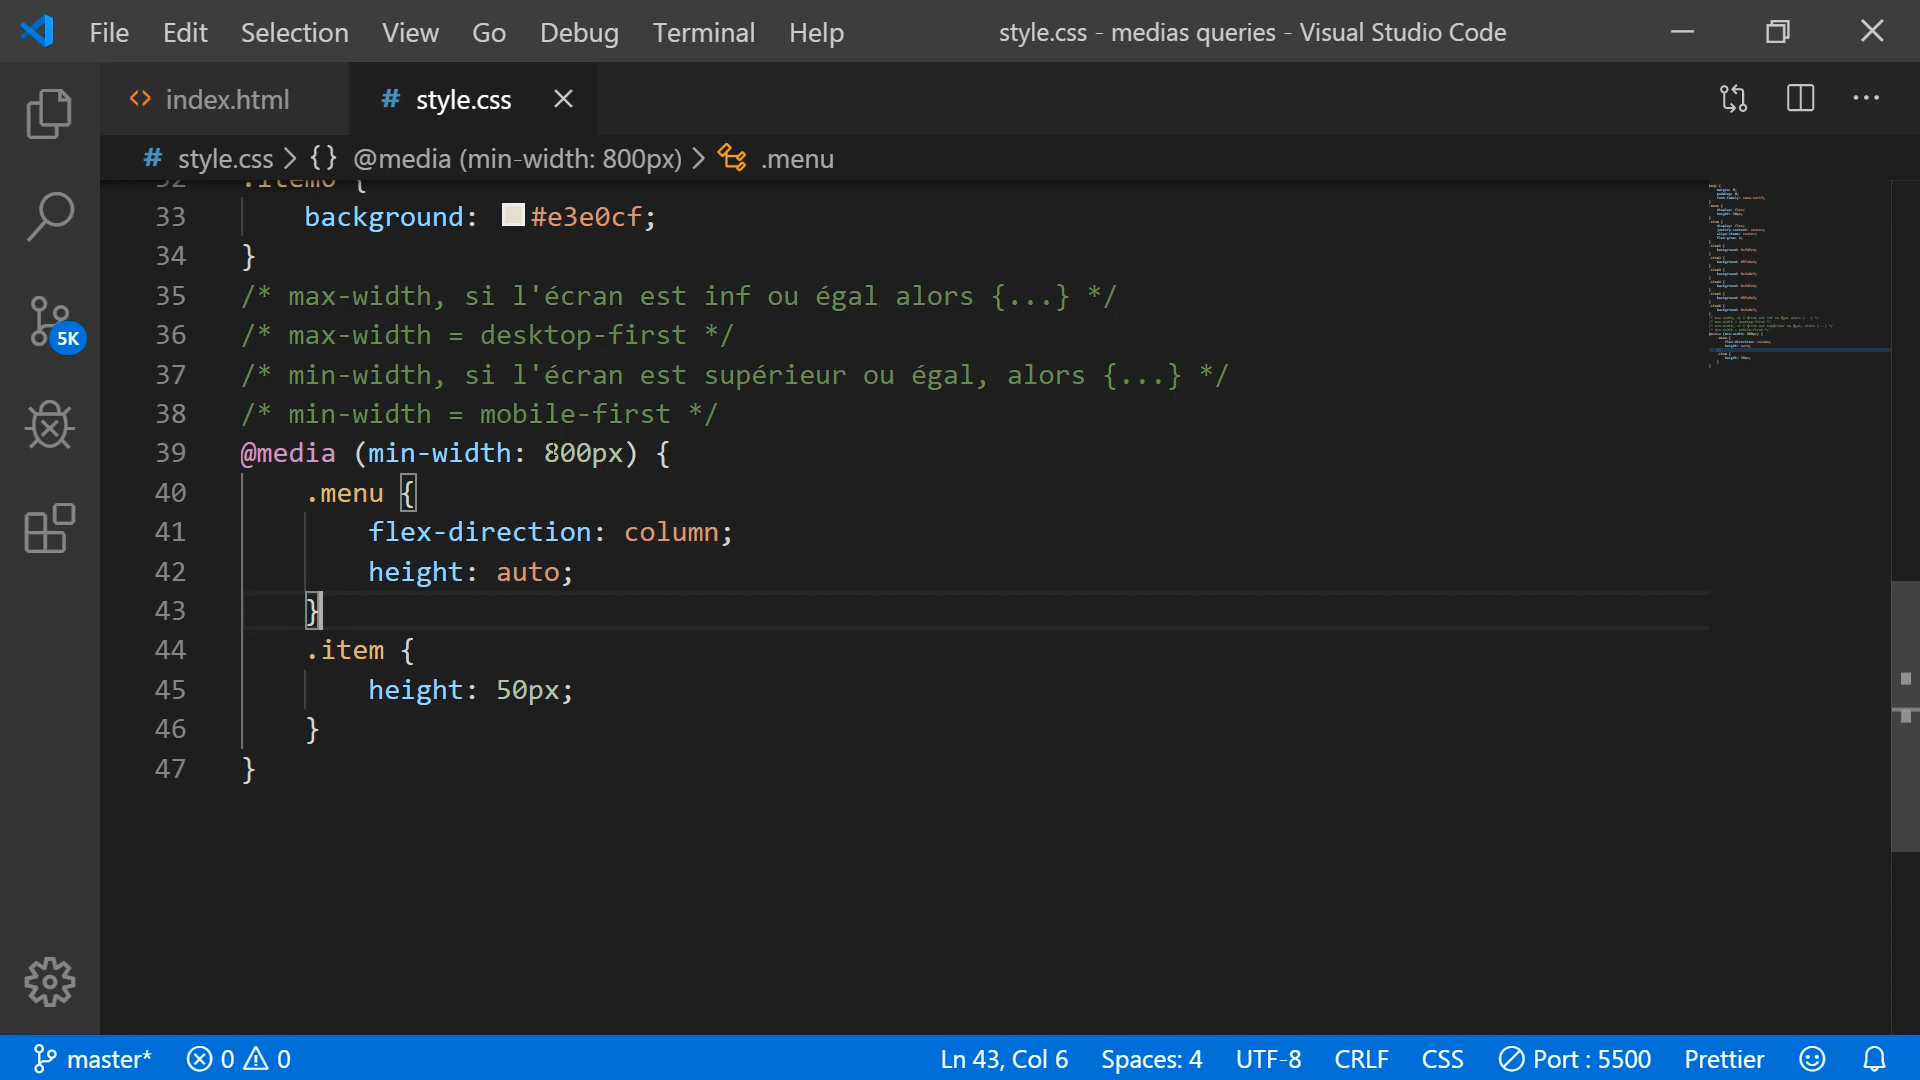 File Edit Selection View Go Debug Terminal Help style.css - medias queries - Visual Studio Code
index.html style.css
# style.css > {} @media (min-width: 800px) > .menu
33 background: #e3e0cf;
34 }
35 /* max-width, si l'écran est inf ou égal alors {...} */
36 /* max-width = desktop-first */
37 /* min-width, si l'écran est supérieur ou égal, alors {...} */
38 /* min-width = mobile-first */
39 @media (min-width: 800px) {
40 .menu {
41 flex-direction: column;
42 height: auto;
43 }
44 .item {
45 height: 50px;
46 }
47 }
5K
master* 0 0 Ln 43, Col 6 Spaces: 4 UTF-8 CRLF CSS Port : 5500 Prettier